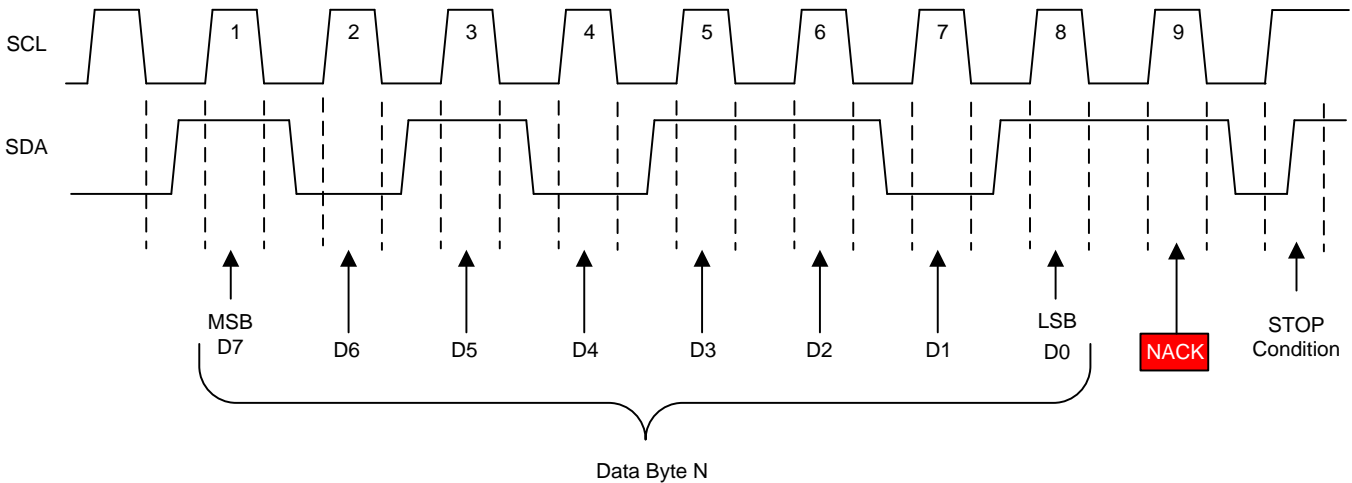 SCL
1 2 3 4 5 6 7 8 9
SDA
MSB
D7
D6
D5
D4
D3
D2
D1
LSB
D0
NACK
STOP
Condition
Data Byte N